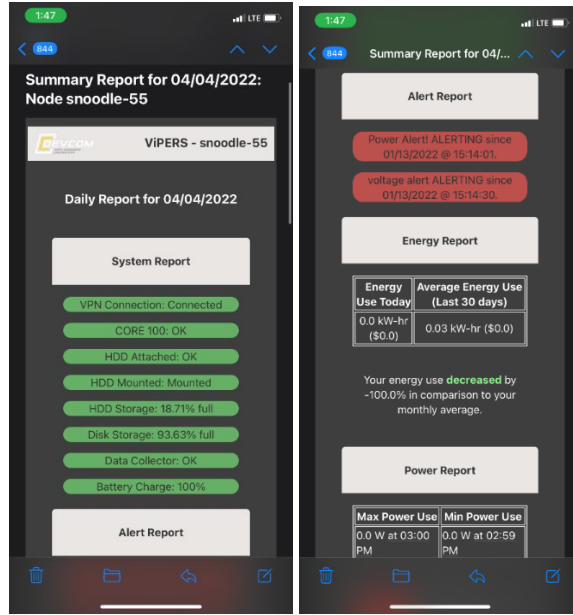 1:47
LTE
844
Summary Report for 04/04/2022:
Node snoodle-55
DEVCOM
ViPERS - snoodle-55
Daily Report for 04/04/2022
System Report
VPN Connection: Connected
CORE 100: OK
HDD Attached: OK
HDD Mounted: Mounted
HDD Storage: 18.71% full
Disk Storage: 93.63% full
Data Collector: OK
Battery Charge: 100%
Alert Report
1:47
LTE
844
Summary Report for 04/...
Alert Report
Power Alert! ALERTING since
01/13/2022 @ 15:14:01.
voltage alert ALERTING since
01/13/2022 @ 15:14:30.
Energy Report
Energy Use Today
Average Energy Use (Last 30 days)
0.0 kW-hr ($0.0)
0.03 kW-hr ($0.0)
Your energy use decreased by
-100.0% in comparison to your
monthly average.
Power Report
Max Power Use
Min Power Use
0.0 W at 03:00 PM
0.0 W at 02:59 PM